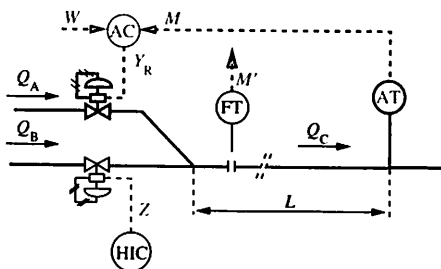 W AC M
Y_R
Q_A
M'
FT AT
Q_B
Q_C
Z L
HIC